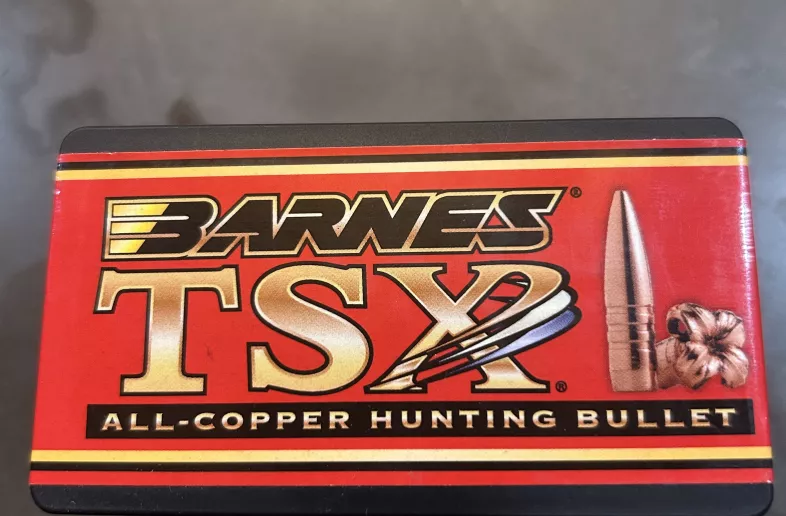 BARNES®
TSX®
ALL-COPPER HUNTING BULLET